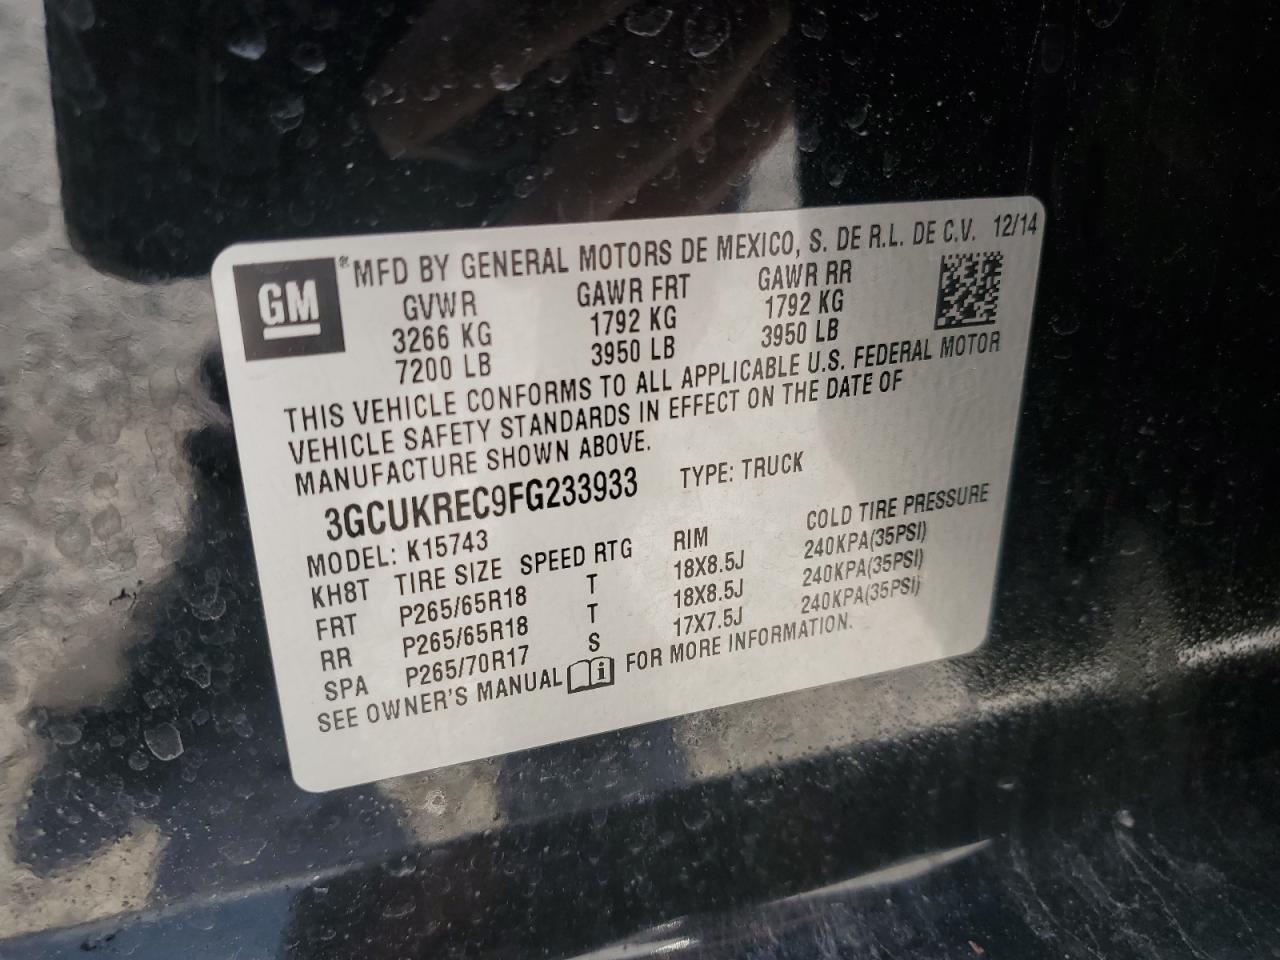 GM ® MFD BY GENERAL MOTORS DE MEXICO, S. DE R.L. DE C.V. 12/14
GVWR GAWR FRT GAWR RR
3266 KG 1792 KG 1792 KG
7200 LB 3950 LB 3950 LB
THIS VEHICLE CONFORMS TO ALL APPLICABLE U.S. FEDERAL MOTOR
VEHICLE SAFETY STANDARDS IN EFFECT ON THE DATE OF
MANUFACTURE SHOWN ABOVE.
3GCUKREC9FG233933 TYPE: TRUCK
MODEL: K15743
KH8T TIRE SIZE SPEED RTG RIM COLD TIRE PRESSURE
FRT P265/65R18 T 18X8.5J 240KPA(35PSI)
RR P265/65R18 T 18X8.5J 240KPA(35PSI)
SPA P265/70R17 S 17X7.5J 240KPA(35PSI)
SEE OWNER'S MANUAL i FOR MORE INFORMATION.